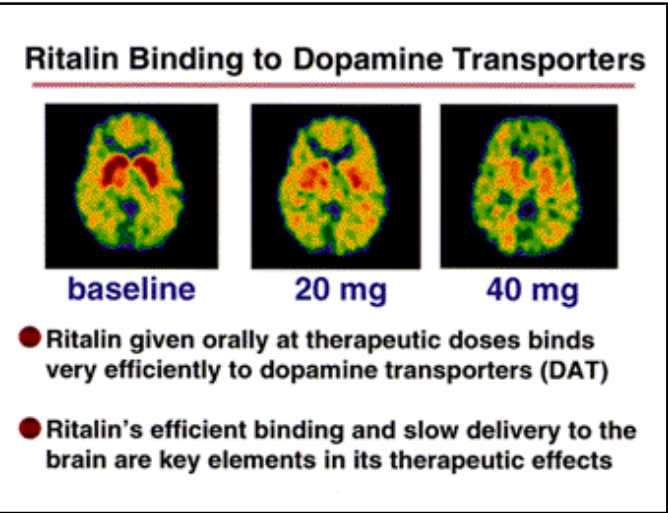 Ritalin Binding to Dopamine Transporters
baseline
20 mg
40 mg
Ritalin given orally at therapeutic doses binds
very efficiently to dopamine transporters (DAT)
Ritalin's efficient binding and slow delivery to the
brain are key elements in its therapeutic effects